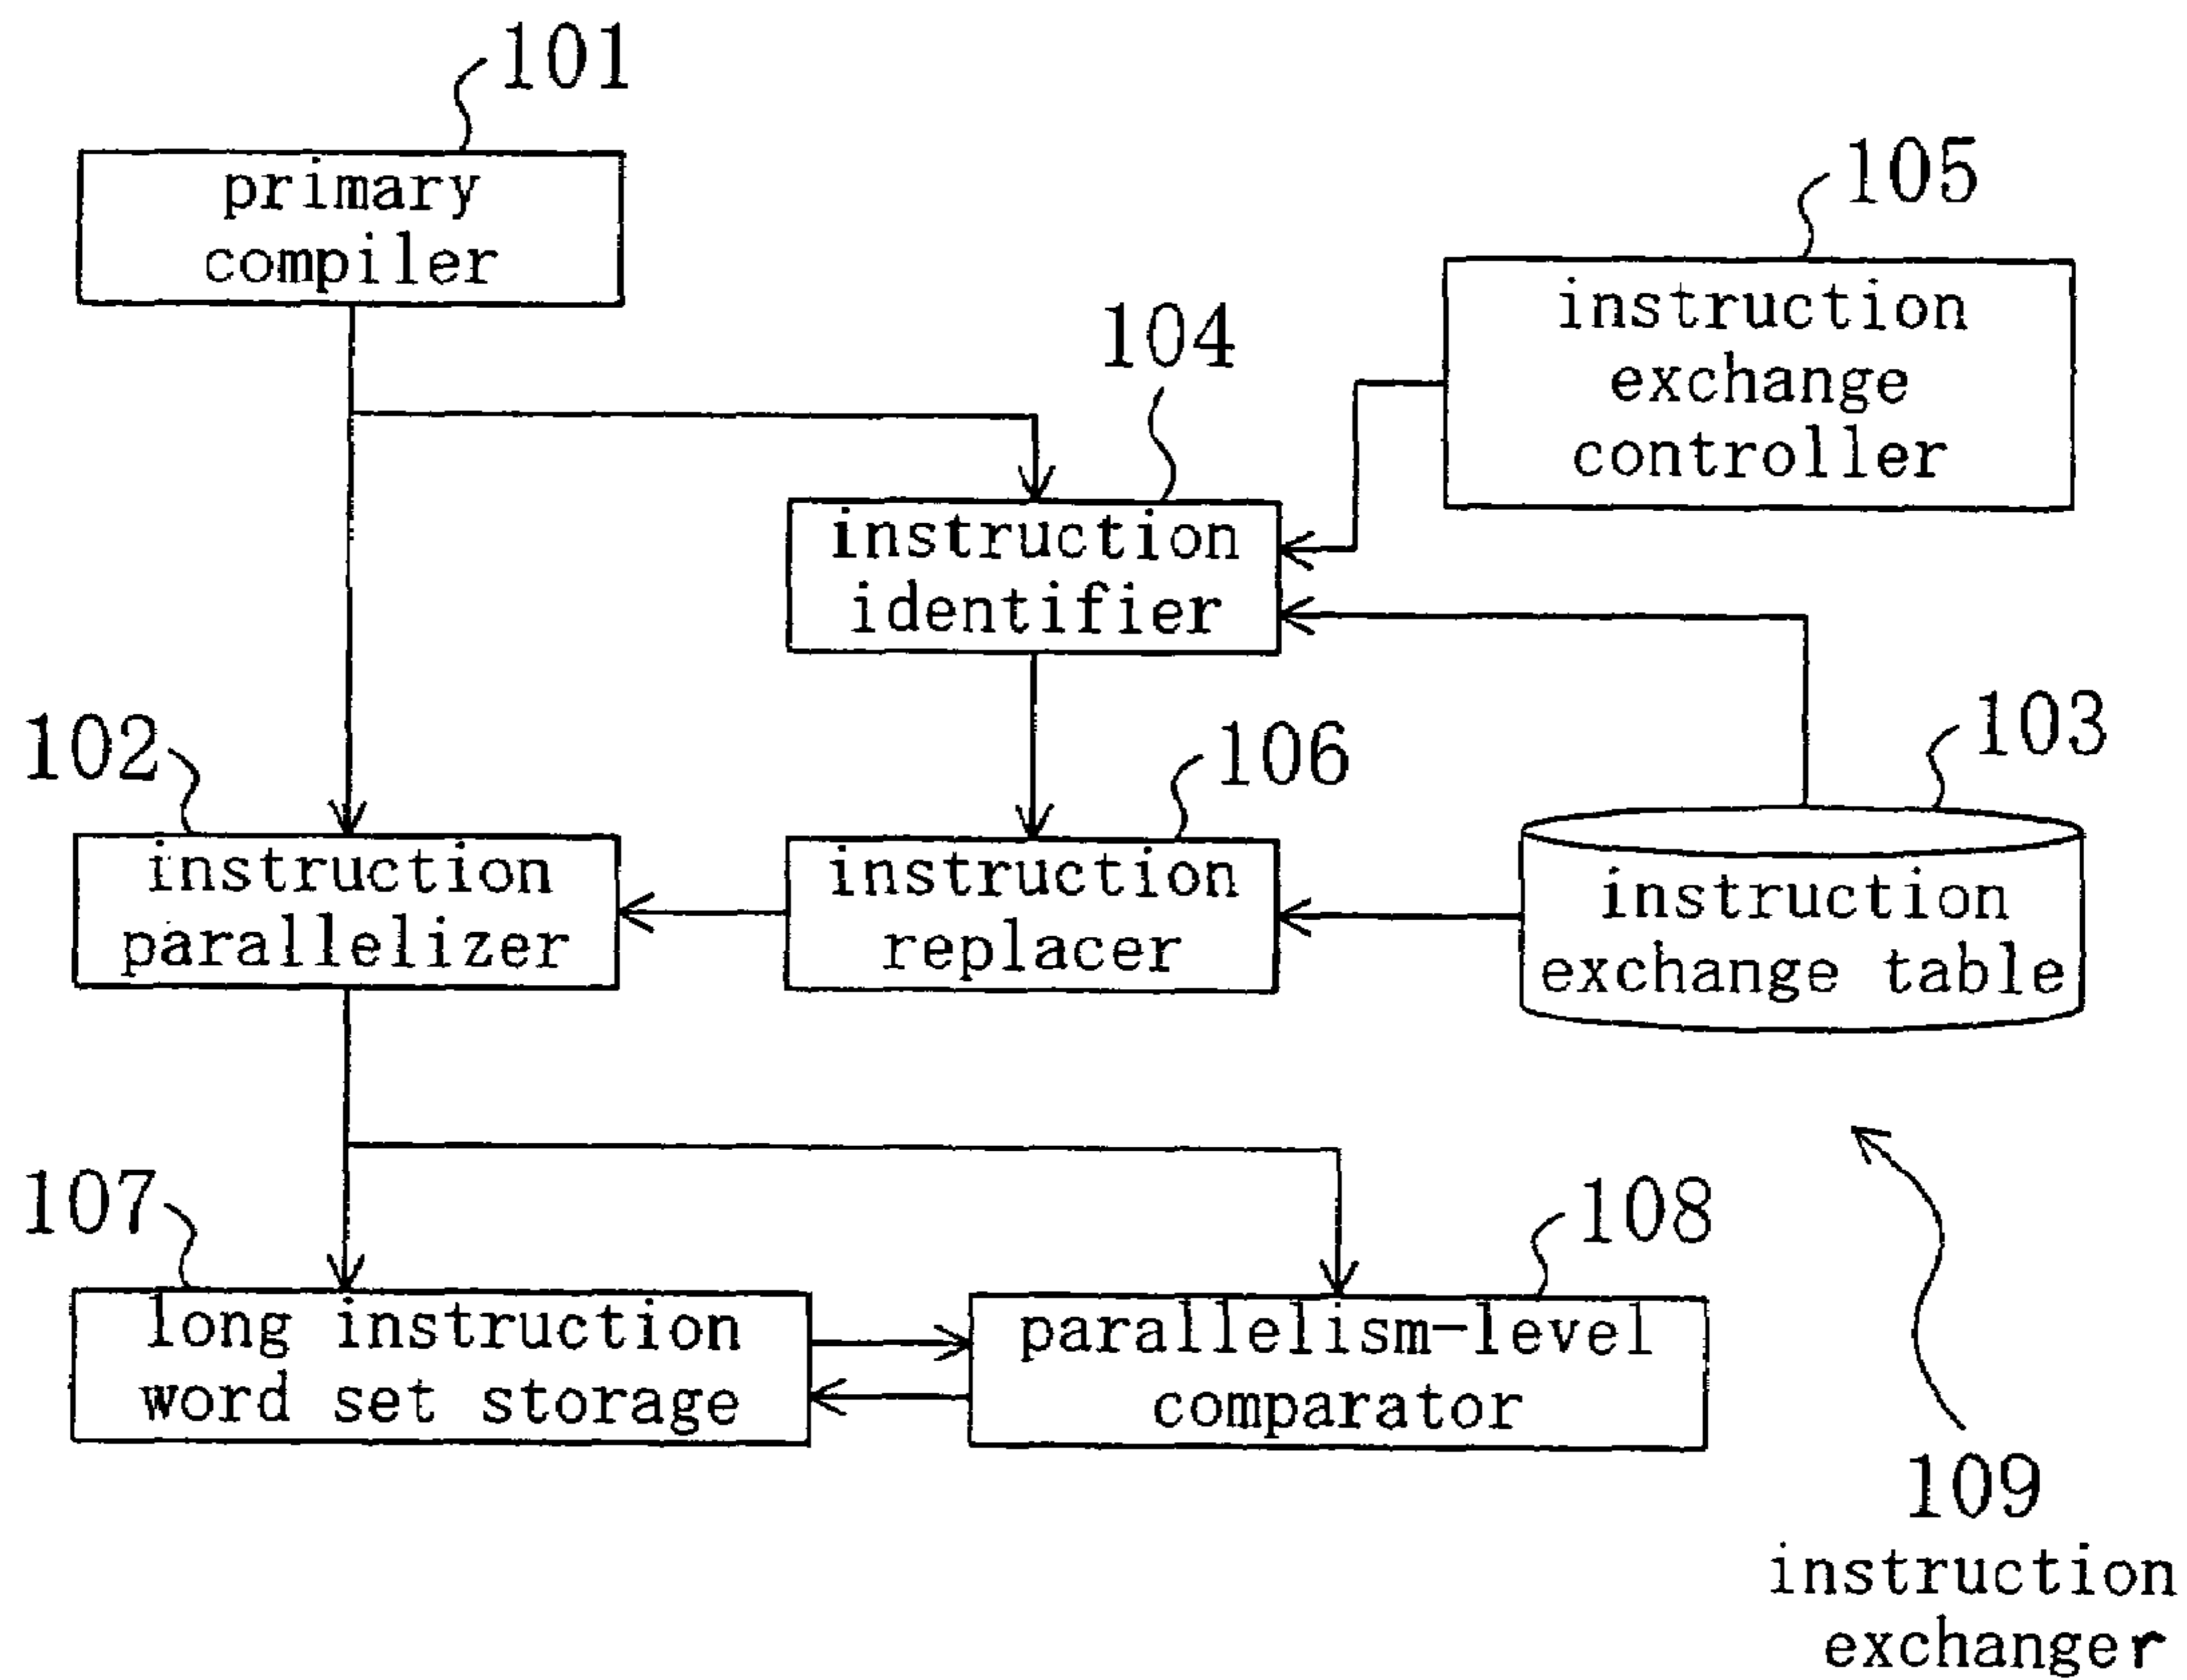 101
primary
compiler
105
instruction
exchange
controller
104
instruction
identifier
102
instruction
parallelizer
106
instruction
replacer
103
instruction
exchange table
107
long instruction
word set storage
108
parallelism-level
comparator
109
instruction
exchanger